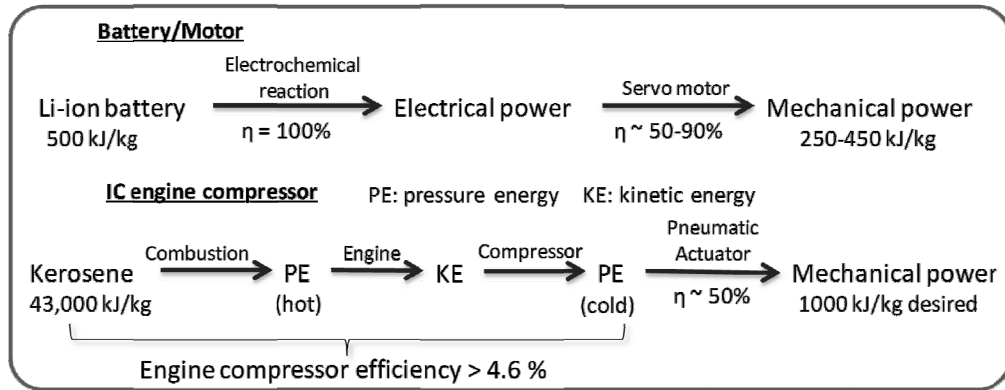 Battery/Motor
Electrochemical
reaction
Servo motor
Li-ion battery
Electrical power
Mechanical power
500 kJ/kg
η = 100%
η ~ 50-90%
250-450 kJ/kg
IC engine compressor
PE: pressure energy
KE: kinetic energy
Pneumatic
Actuator
Combustion
Engine
Compressor
Kerosene
PE
KE
PE
Mechanical power
43,000 kJ/kg
(hot)
(cold)
η ~ 50%
1000 kJ/kg desired
Engine compressor efficiency > 4.6 %